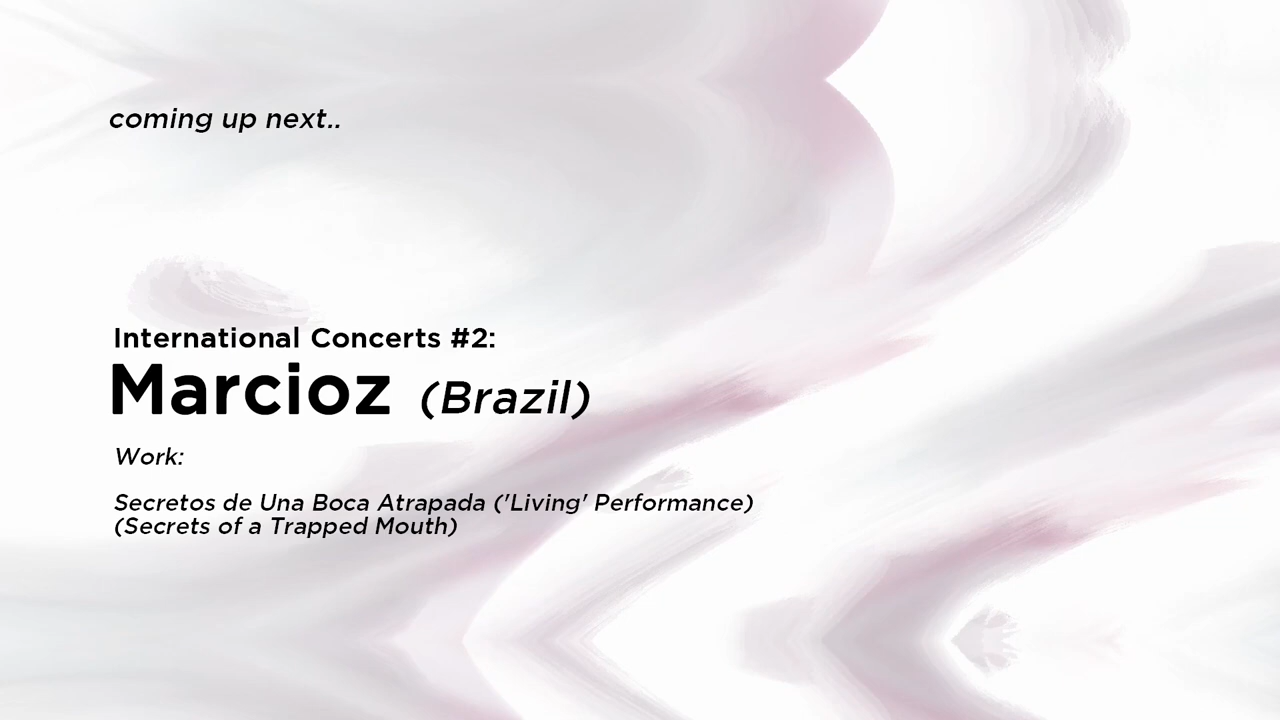 coming up next..
International Concerts #2:
Marcioz (Brazil)
Work:
Secretos de Una Boca Atrapada ('Living' Performance)
(Secrets of a Trapped Mouth)